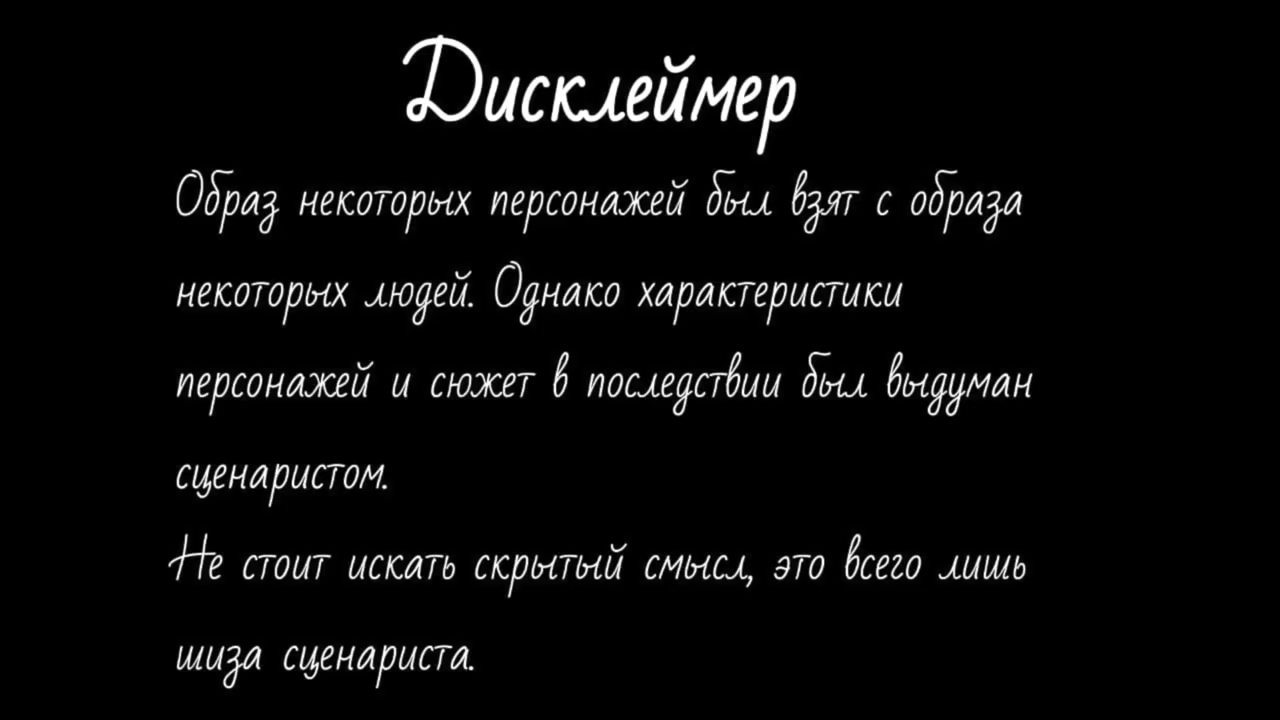 Дисклеймер
Образ некоторых персонажей был взят с образа
некоторых людей. Однако характеристики
персонажей и сюжет в последствии был выдуман
сценаристом.
Не стоит искать скрытый смысл, это всего лишь
шиза сценариста.